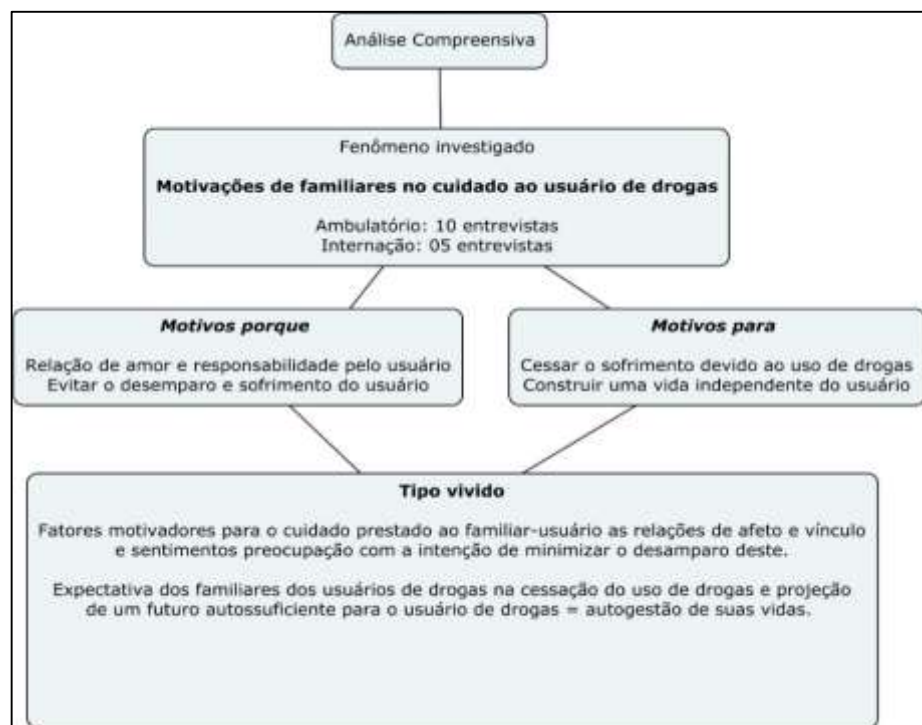 Análise Compreensiva
Fenômeno investigado
Motivações de familiares no cuidado ao usuário de drogas
Ambulatório: 10 entrevistas
Internação: 05 entrevistas
Motivos porque
Relação de amor e responsabilidade pelo usuário
Evitar o desemparo e sofrimento do usuário
Motivos para
Cessar o sofrimento devido ao uso de drogas
Construir uma vida independente do usuário
Tipo vivido
Fatores motivadores para o cuidado prestado ao familiar-usuário as relações de afeto e vínculo
e sentimentos preocupação com a intenção de minimizar o desamparo deste.
Expectativa dos familiares dos usuários de drogas na cessação do uso de drogas e projeção
de um futuro autossuficiente para o usuário de drogas = autogestão de suas vidas.